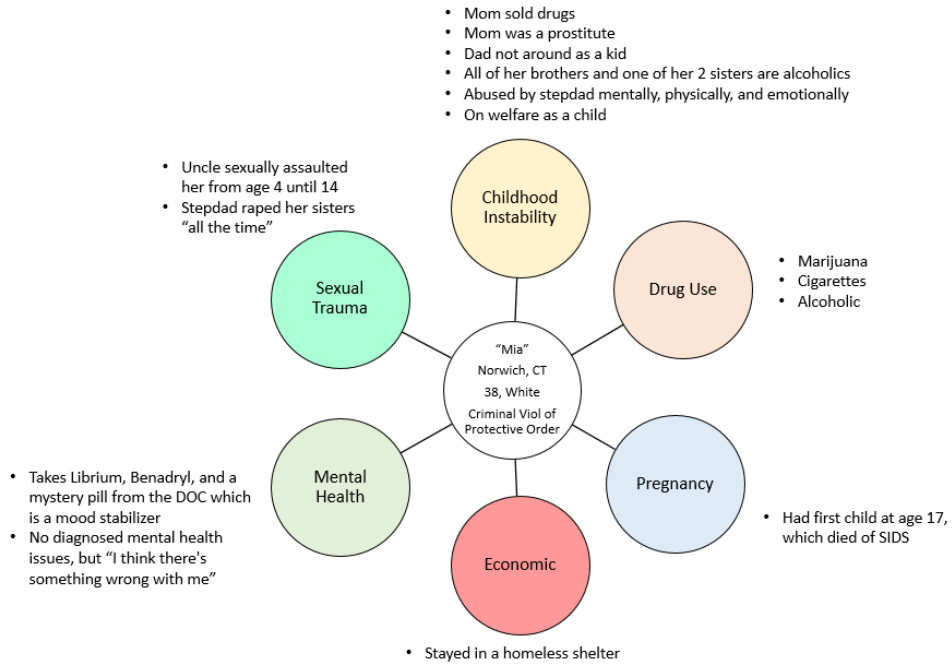 • Mom sold drugs
• Mom was a prostitute
• Dad not around as a kid
• All of her brothers and one of her 2 sisters are alcoholics
• Abused by stepdad mentally, physically, and emotionally
• On welfare as a child
Childhood
Instability
• Uncle sexually assaulted
her from age 4 until 14
• Stepdad raped her sisters
“all the time”
Sexual
Trauma
Drug Use
• Marijuana
• Cigarettes
• Alcoholic
“Mia”
Norwich, CT
38, White
Criminal Viol of
Protective Order
• Takes Librium, Benadryl, and a
mystery pill from the DOC which
is a mood stabilizer
• No diagnosed mental health
issues, but “I think there's
something wrong with me”
Mental
Health
Pregnancy
• Had first child at age 17,
which died of SIDS
Economic
• Stayed in a homeless shelter